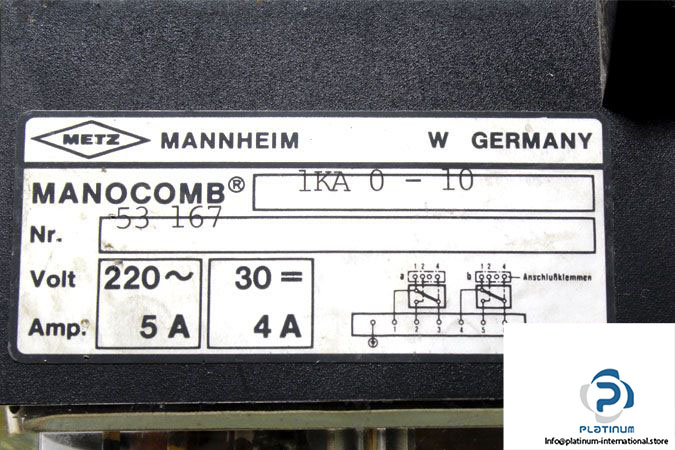 METZ MANNHEIM W GERMANY
MANOCOMB® 1KA 0 - 10
Nr. 53 167
Volt 220~ 30=
Amp. 5 A 4 A
a 1 2 4 b 1 2 4 Anschlußklemmen
1 2 3 4 5
PLATINUM
info@platinum-international.store